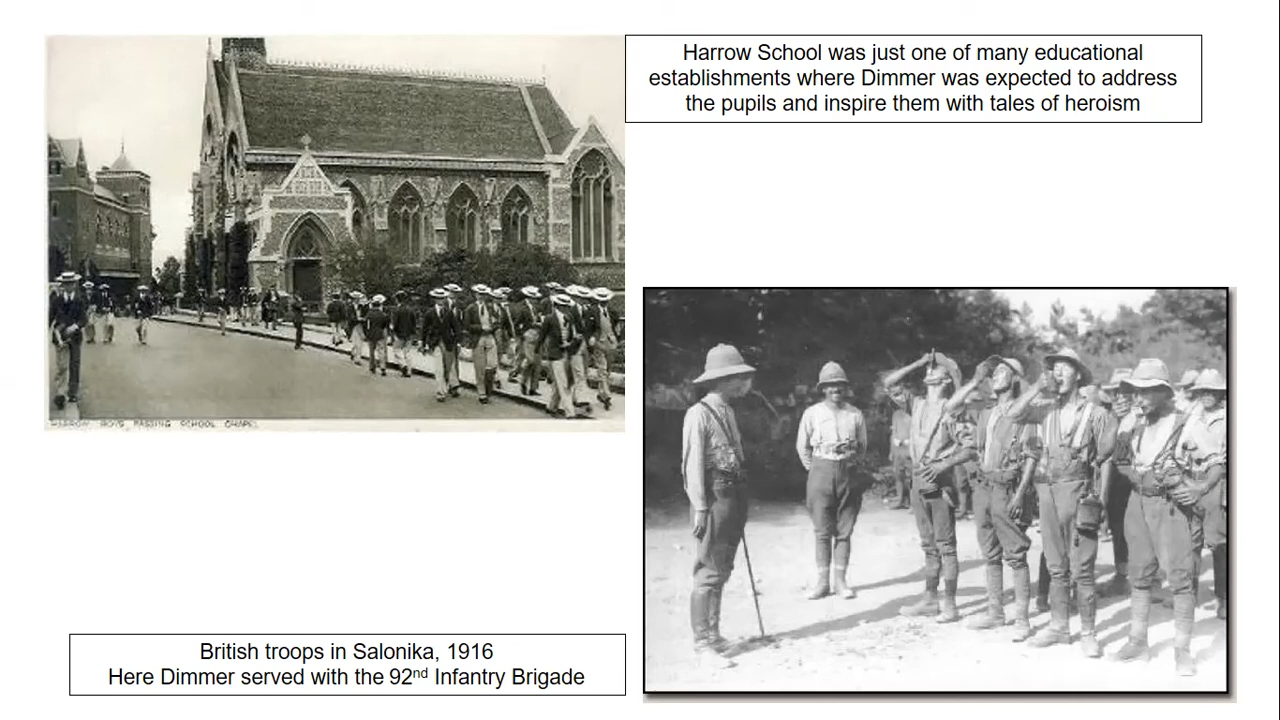 Harrow School was just one of many educational
establishments where Dimmer was expected to address
the pupils and inspire them with tales of heroism
HARROW BOYS PASSING SCHOOL CHAPEL
British troops in Salonika, 1916
Here Dimmer served with the 92nd Infantry Brigade